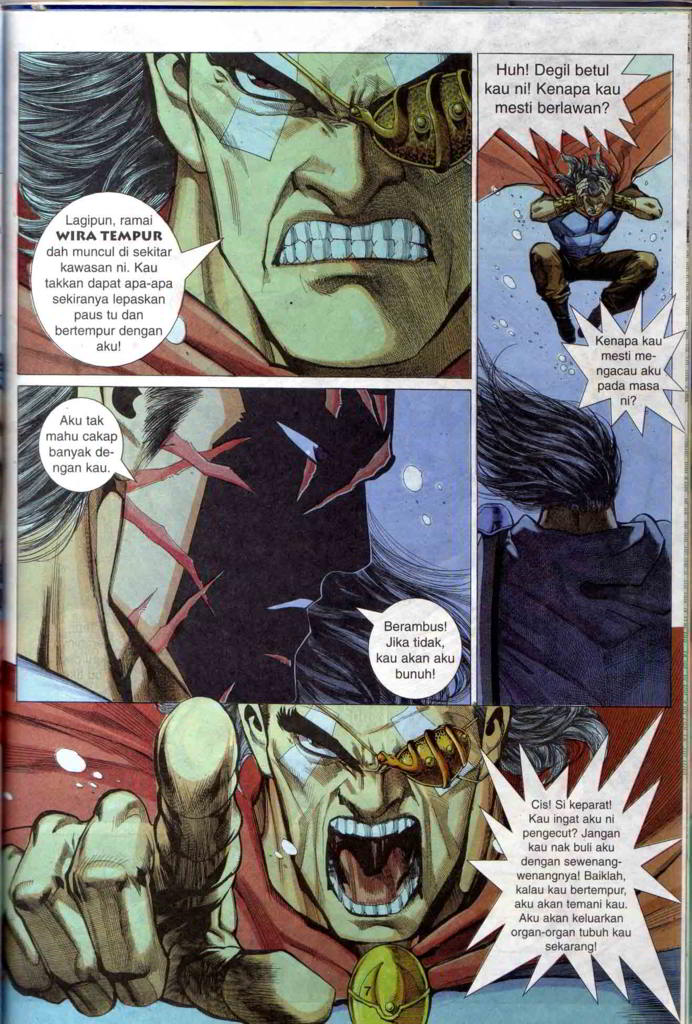 Lagipun, ramai
WIRA TEMPUR
dah muncul di sekitar
kawasan ni. Kau
takkan dapat apa-apa
sekiranya lepaskan
paus tu dan
bertempur dengan
aku!
Huh! Degil betul
kau ni! Kenapa kau
mesti berlawan?
Kenapa kau
mesti me-
ngacau aku
pada masa
ni?
Aku tak
mahu cakap
banyak de-
ngan kau.
Berambus!
Jika tidak,
kau akan aku
bunuh!
Cis! Si keparat!
Kau ingat aku ni
pengecut? Jangan
kau nak buli aku
dengan sewenang-
wenangnya! Baiklah,
kalau kau bertempur,
aku akan temani kau.
Aku akan keluarkan
organ-organ tubuh kau
sekarang!